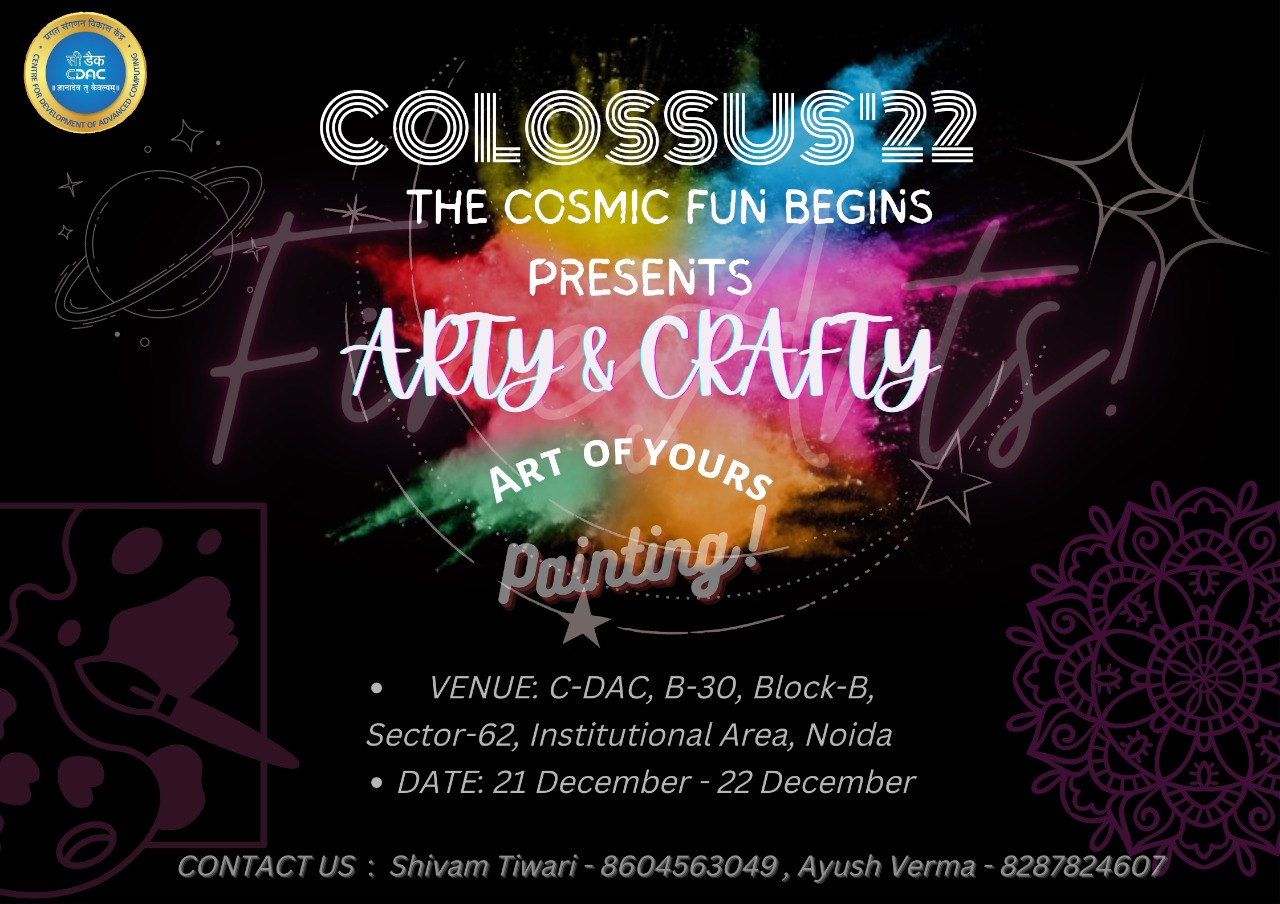 प्रगत संगणन विकास केंद्र
सी डैक
CDAC
॥ ज्ञानादेव तु कैवल्यम् ॥
CENTRE FOR DEVELOPMENT OF ADVANCED COMPUTING
COLOSSUS'22
THE COSMIC FUN BEGINS
PRESENTS
Fine Arts!
ARTY & CRAFTY
ART OF YOURS
Painting!
• VENUE: C-DAC, B-30, Block-B,
Sector-62, Institutional Area, Noida
• DATE: 21 December - 22 December
CONTACT US : Shivam Tiwari - 8604563049 , Ayush Verma - 8287824607